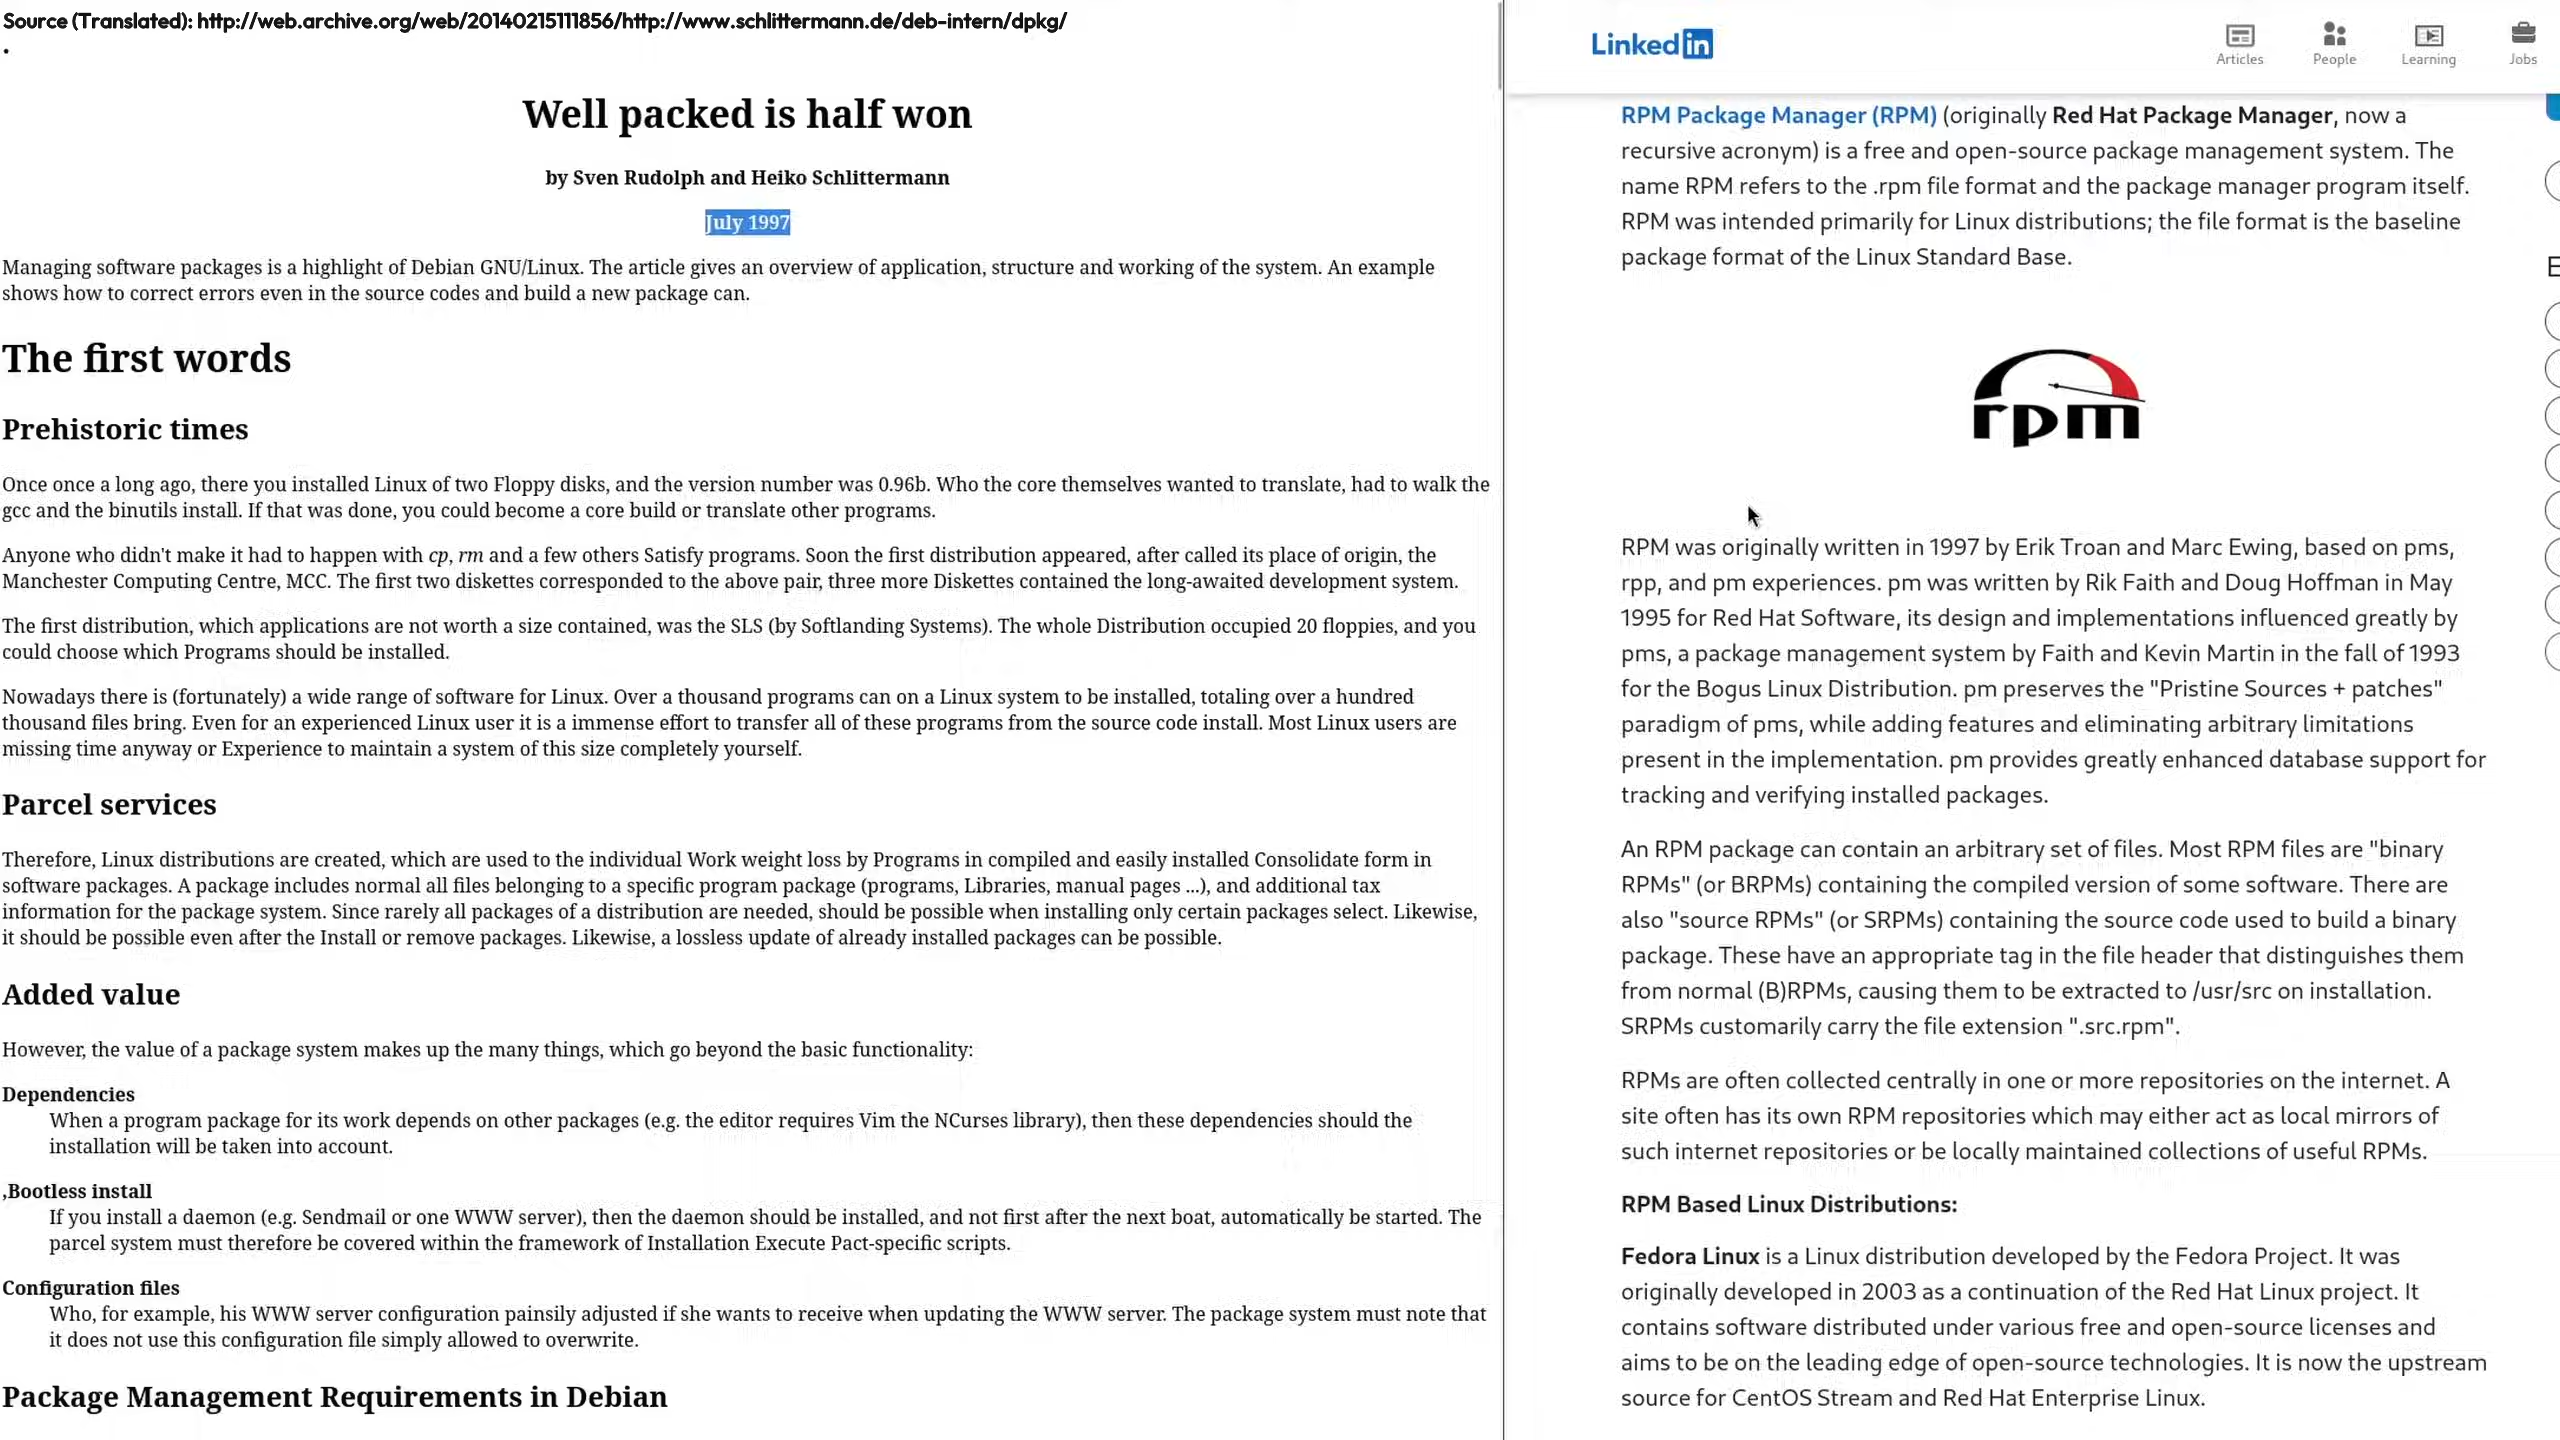 Source (Translated): http://web.archive.org/web/20140215111856/http://www.schlittermann.de/deb-intern/dpkg/
.
Well packed is half won
by Sven Rudolph and Heiko Schlittermann
July 1997
Managing software packages is a highlight of Debian GNU/Linux. The article gives an overview of application, structure and working of the system. An example
shows how to correct errors even in the source codes and build a new package can.
The first words
Prehistoric times
Once once a long ago, there you installed Linux of two Floppy disks, and the version number was 0.96b. Who the core themselves wanted to translate, had to walk the
gcc and the binutils install. If that was done, you could become a core build or translate other programs.
Anyone who didn't make it had to happen with cp, rm and a few others Satisfy programs. Soon the first distribution appeared, after called its place of origin, the
Manchester Computing Centre, MCC. The first two diskettes corresponded to the above pair, three more Diskettes contained the long-awaited development system.
The first distribution, which applications are not worth a size contained, was the SLS (by Softlanding Systems). The whole Distribution occupied 20 floppies, and you
could choose which Programs should be installed.
Nowadays there is (fortunately) a wide range of software for Linux. Over a thousand programs can on a Linux system to be installed, totaling over a hundred
thousand files bring. Even for an experienced Linux user it is a immense effort to transfer all of these programs from the source code install. Most Linux users are
missing time anyway or Experience to maintain a system of this size completely yourself.
Parcel services
Therefore, Linux distributions are created, which are used to the individual Work weight loss by Programs in compiled and easily installed Consolidate form in
software packages. A package includes normal all files belonging to a specific program package (programs, Libraries, manual pages ...), and additional tax
information for the package system. Since rarely all packages of a distribution are needed, should be possible when installing only certain packages select. Likewise,
it should be possible even after the Install or remove packages. Likewise, a lossless update of already installed packages can be possible.
Added value
However, the value of a package system makes up the many things, which go beyond the basic functionality:
Dependencies
When a program package for its work depends on other packages (e.g. the editor requires Vim the NCurses library), then these dependencies should the
installation will be taken into account.
,Bootless install
If you install a daemon (e.g. Sendmail or one WWW server), then the daemon should be installed, and not first after the next boat, automatically be started. The
parcel system must therefore be covered within the framework of Installation Execute Pact-specific scripts.
Configuration files
Who, for example, his WWW server configuration painsily adjusted if she wants to receive when updating the WWW server. The package system must note that
it does not use this configuration file simply allowed to overwrite.
Package Management Requirements in Debian
Linked in
Articles
People
Learning
Jobs
RPM Package Manager (RPM) (originally Red Hat Package Manager, now a
recursive acronym) is a free and open-source package management system. The
name RPM refers to the .rpm file format and the package manager program itself.
RPM was intended primarily for Linux distributions; the file format is the baseline
package format of the Linux Standard Base.
rpm
RPM was originally written in 1997 by Erik Troan and Marc Ewing, based on pms,
rpp, and pm experiences. pm was written by Rik Faith and Doug Hoffman in May
1995 for Red Hat Software, its design and implementations influenced greatly by
pms, a package management system by Faith and Kevin Martin in the fall of 1993
for the Bogus Linux Distribution. pm preserves the "Pristine Sources + patches"
paradigm of pms, while adding features and eliminating arbitrary limitations
present in the implementation. pm provides greatly enhanced database support for
tracking and verifying installed packages.
An RPM package can contain an arbitrary set of files. Most RPM files are "binary
RPMs" (or BRPMs) containing the compiled version of some software. There are
also "source RPMs" (or SRPMs) containing the source code used to build a binary
package. These have an appropriate tag in the file header that distinguishes them
from normal (B)RPMs, causing them to be extracted to /usr/src on installation.
SRPMs customarily carry the file extension ".src.rpm".
RPMs are often collected centrally in one or more repositories on the internet. A
site often has its own RPM repositories which may either act as local mirrors of
such internet repositories or be locally maintained collections of useful RPMs.
RPM Based Linux Distributions:
Fedora Linux is a Linux distribution developed by the Fedora Project. It was
originally developed in 2003 as a continuation of the Red Hat Linux project. It
contains software distributed under various free and open-source licenses and
aims to be on the leading edge of open-source technologies. It is now the upstream
source for CentOS Stream and Red Hat Enterprise Linux.